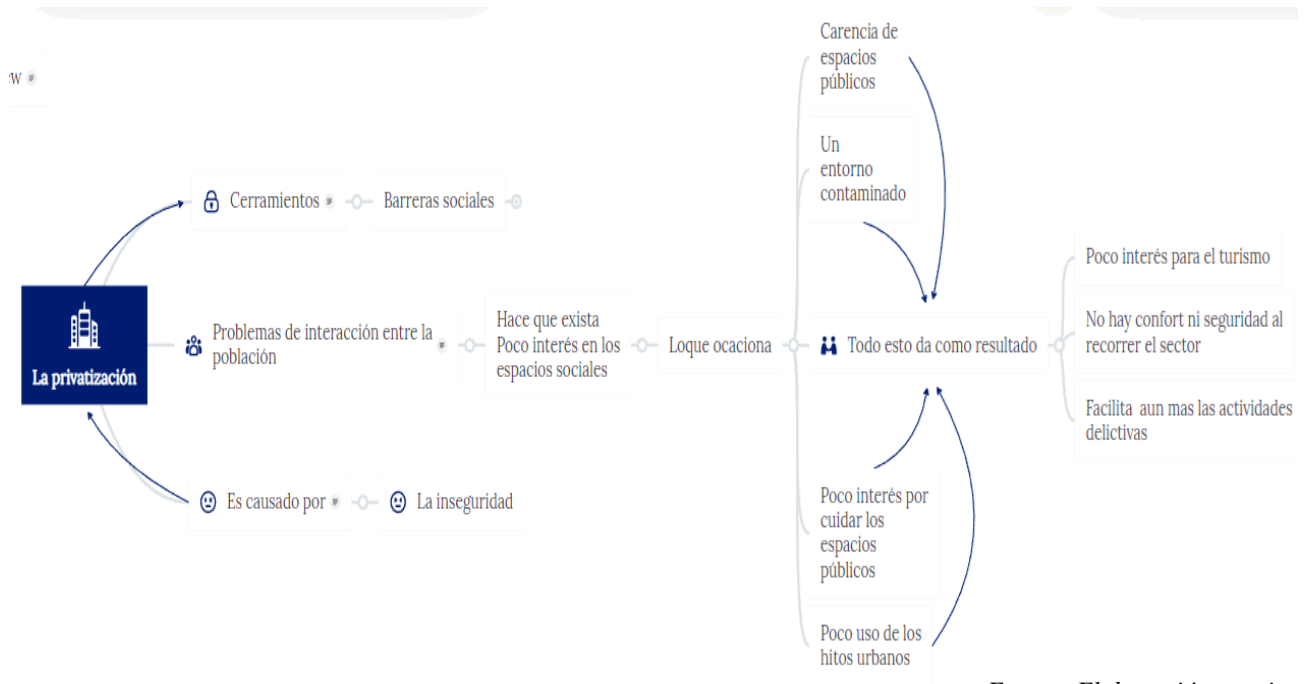 Carencia de
espacios
públicos
Un
entorno
contaminado
Cerramientos
Barreras sociales
La privatización
Problemas de interacción entre la
población
Hace que exista
Poco interés en los
espacios sociales
Loque ocaciona
Todo esto da como resultado
Poco interés para el turismo
No hay confort ni seguridad al
recorrer el sector
Facilita aun mas las actividades
delictivas
Es causado por
La inseguridad
Poco interés por
cuidar los
espacios
públicos
Poco uso de los
hitos urbanos